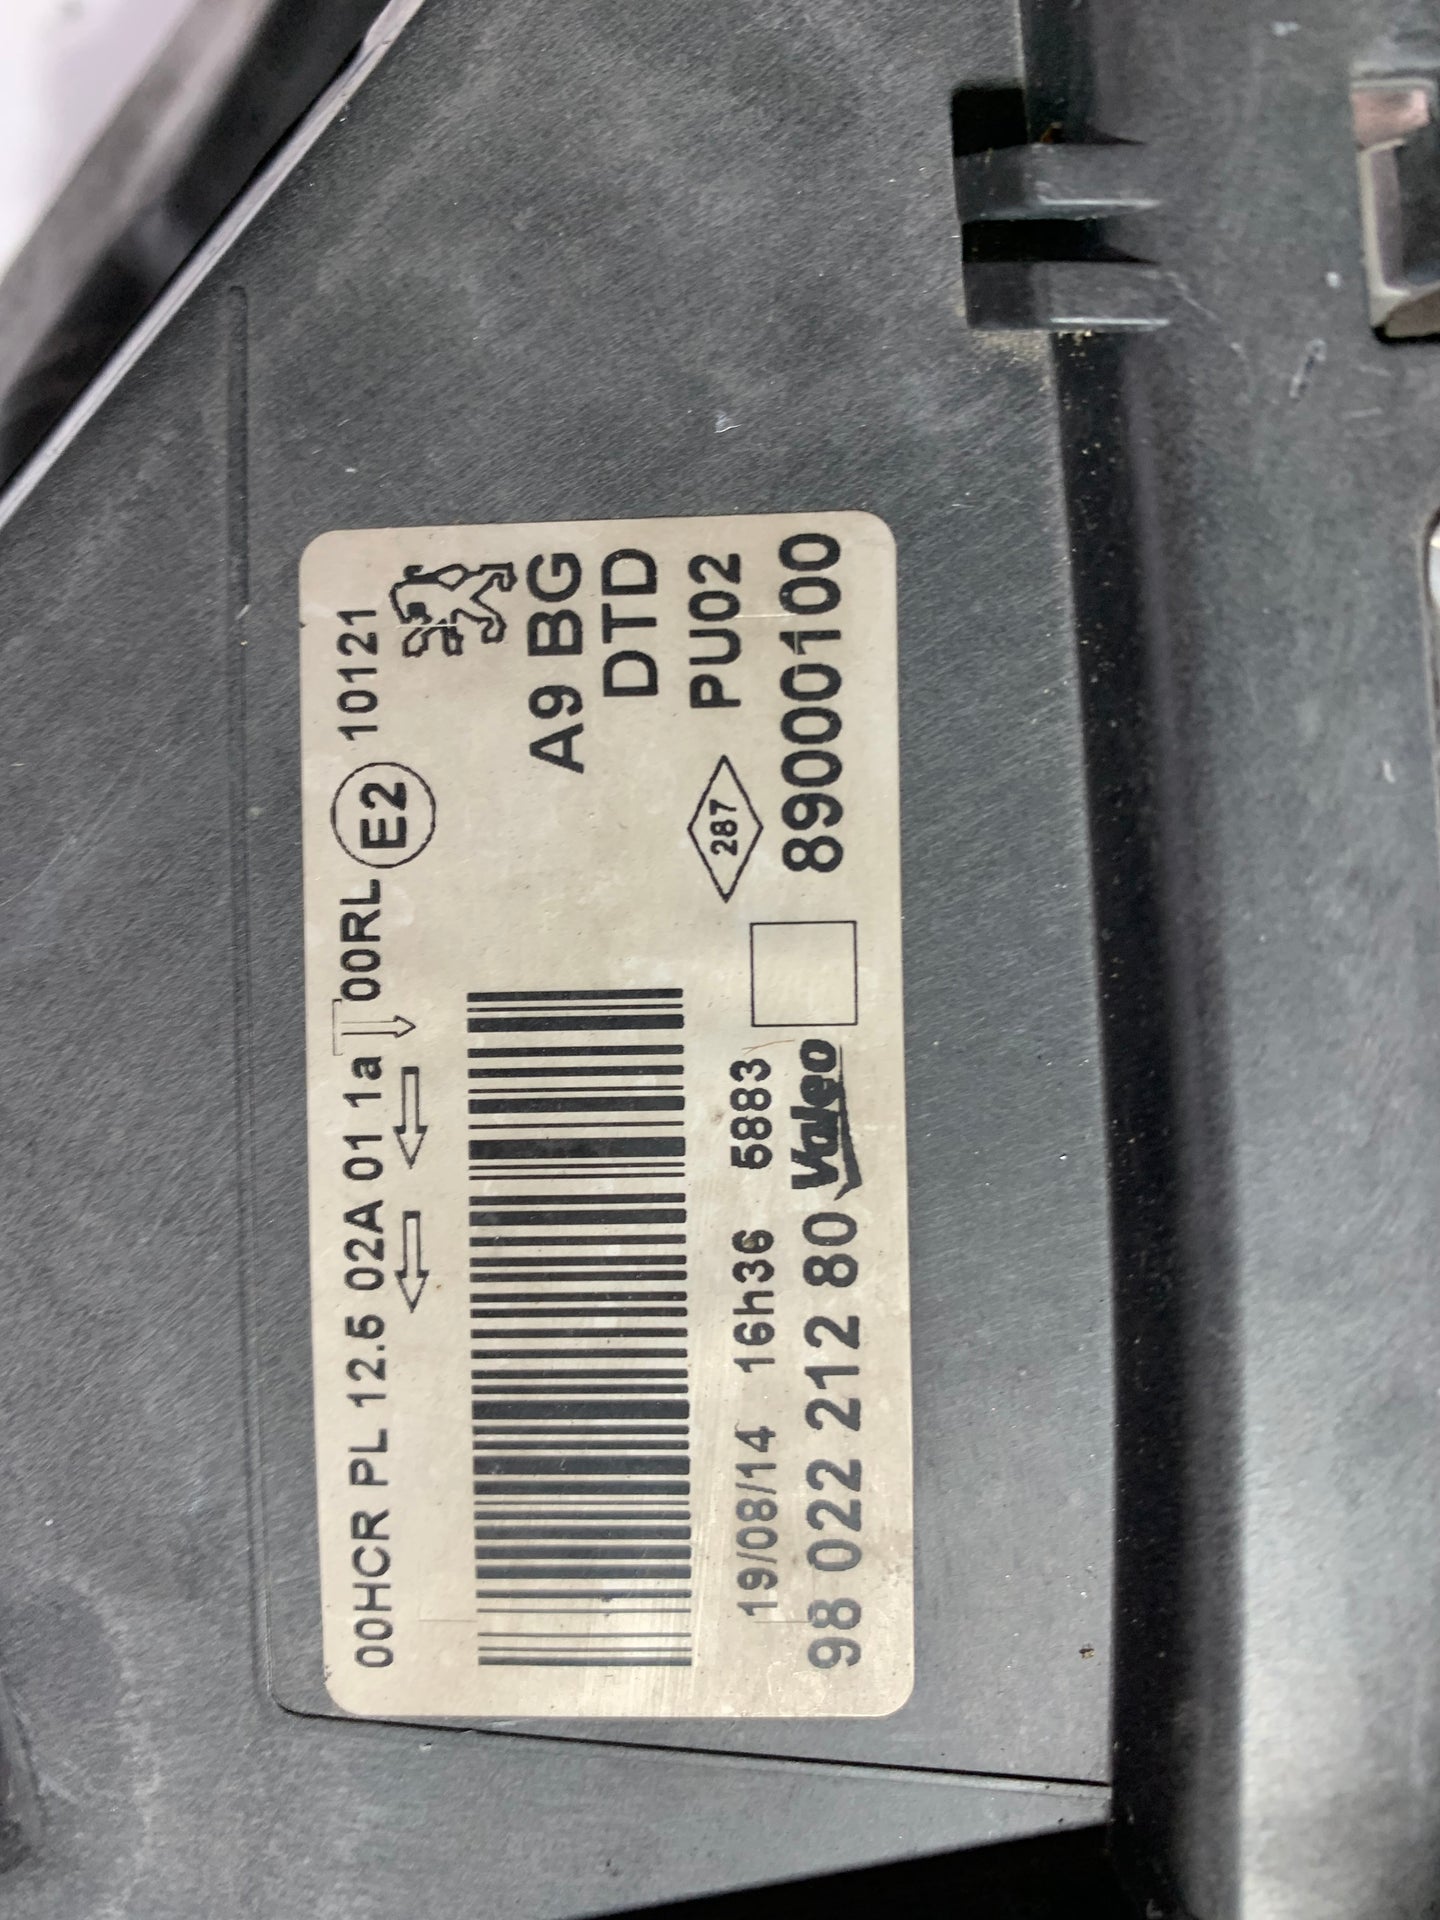 00HCR PL 12.5 02A 01 1a 00RL E2 10121
A9 BG
DTD
287 PU02
19/08/14 16h36 5883
98 022 212 80 Valeo 89000100